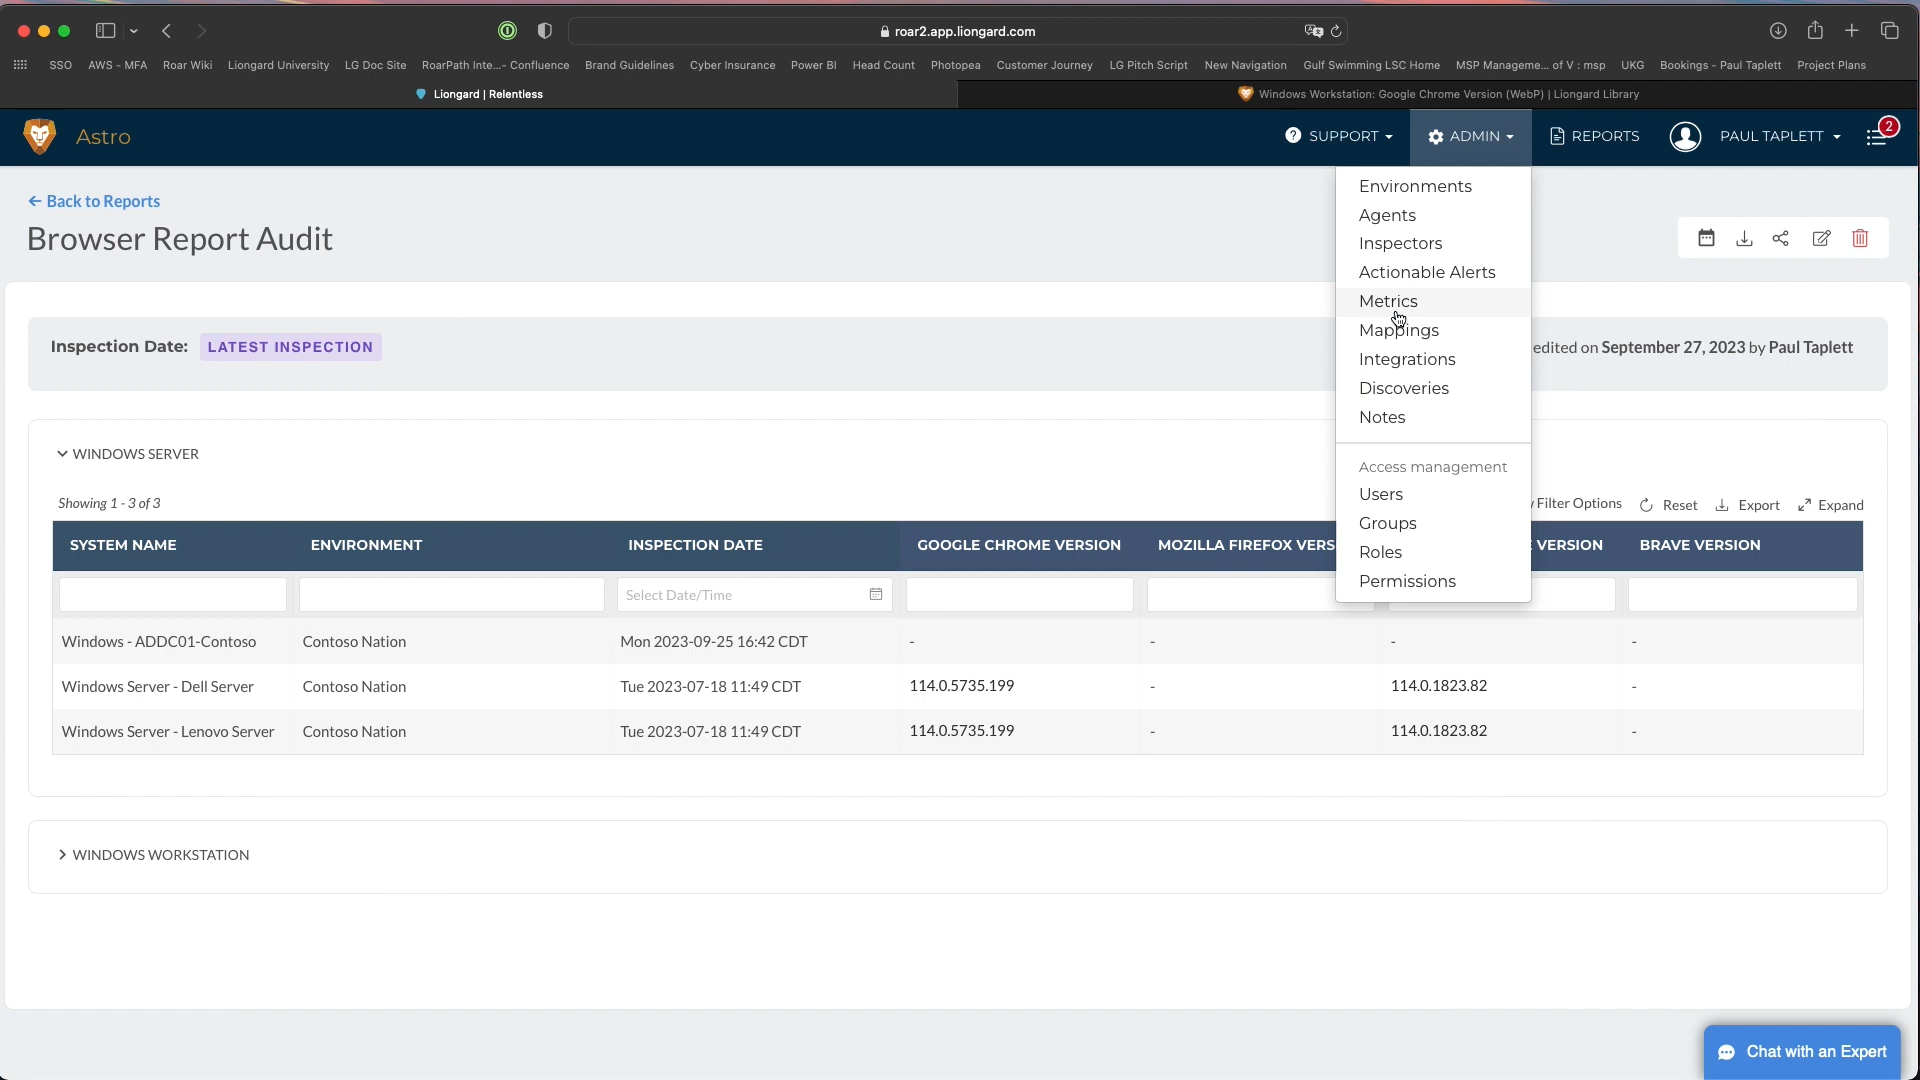 roar2.app.liongard.com
SSO AWS - MFA Roar Wiki Liongard University LG Doc Site RoarPath Inte...- Confluence Brand Guidelines Cyber Insurance Power BI Head Count Photopea Customer Journey LG Pitch Script New Navigation Gulf Swimming LSC Home MSP Manageme... of V : msp UKG Bookings - Paul Taplett Project Plans
Liongard | Relentless
Windows Workstation: Google Chrome Version (WebP) | Liongard Library
Astro
SUPPORT
ADMIN
REPORTS
PAUL TAPLETT
2
Environments
Agents
Inspectors
Actionable Alerts
Metrics
Mappings
Integrations
Discoveries
Notes
Access management
Users
Groups
Roles
Permissions
← Back to Reports
Browser Report Audit
Inspection Date: LATEST INSPECTION
edited on September 27, 2023 by Paul Taplett
WINDOWS SERVER
Showing 1 - 3 of 3
Filter Options Reset Export Expand
SYSTEM NAME ENVIRONMENT INSPECTION DATE GOOGLE CHROME VERSION MOZILLA FIREFOX VERS E VERSION BRAVE VERSION
Select Date/Time
Windows - ADDC01-Contoso Contoso Nation Mon 2023-09-25 16:42 CDT - - - -
Windows Server - Dell Server Contoso Nation Tue 2023-07-18 11:49 CDT 114.0.5735.199 - 114.0.1823.82 -
Windows Server - Lenovo Server Contoso Nation Tue 2023-07-18 11:49 CDT 114.0.5735.199 - 114.0.1823.82 -
WINDOWS WORKSTATION
Chat with an Expert